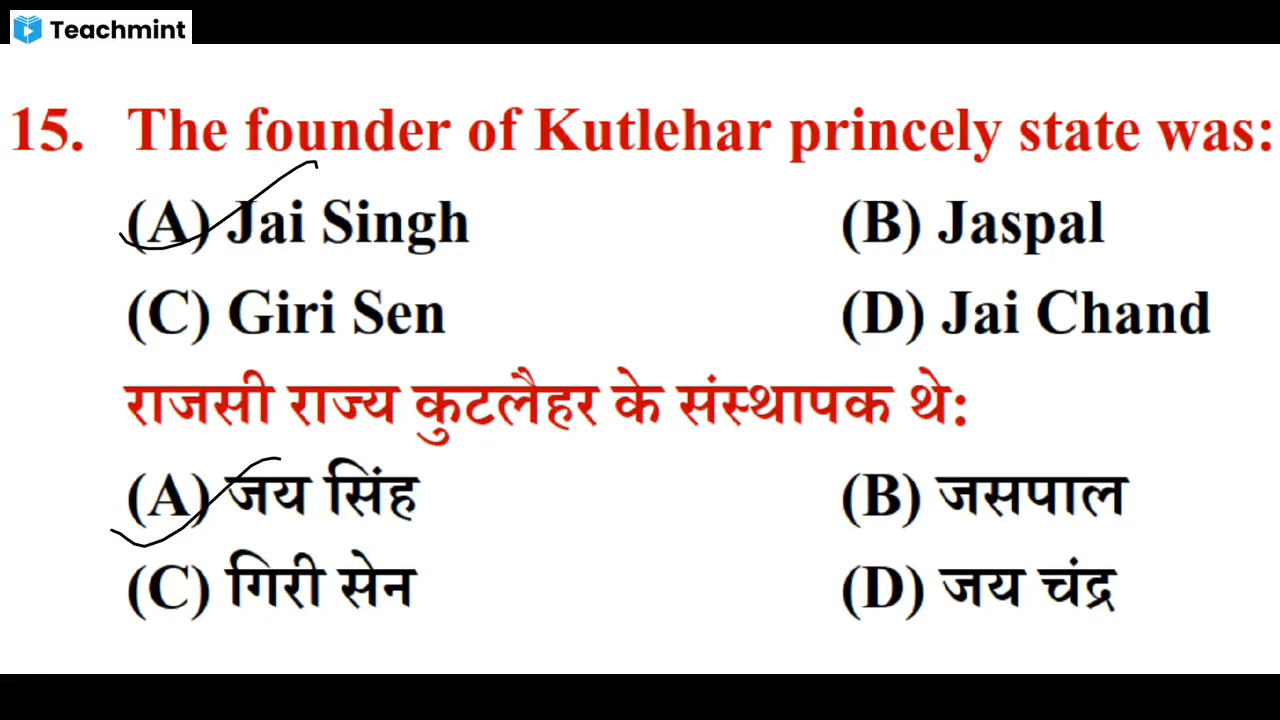 Teachmint
15. The founder of Kutlehar princely state was:
(A) Jai Singh (B) Jaspal
(C) Giri Sen (D) Jai Chand
राजसी राज्य कुटलैहर के संस्थापक थे:
(A) जय सिंह (B) जसपाल
(C) गिरी सेन (D) जय चंद्र